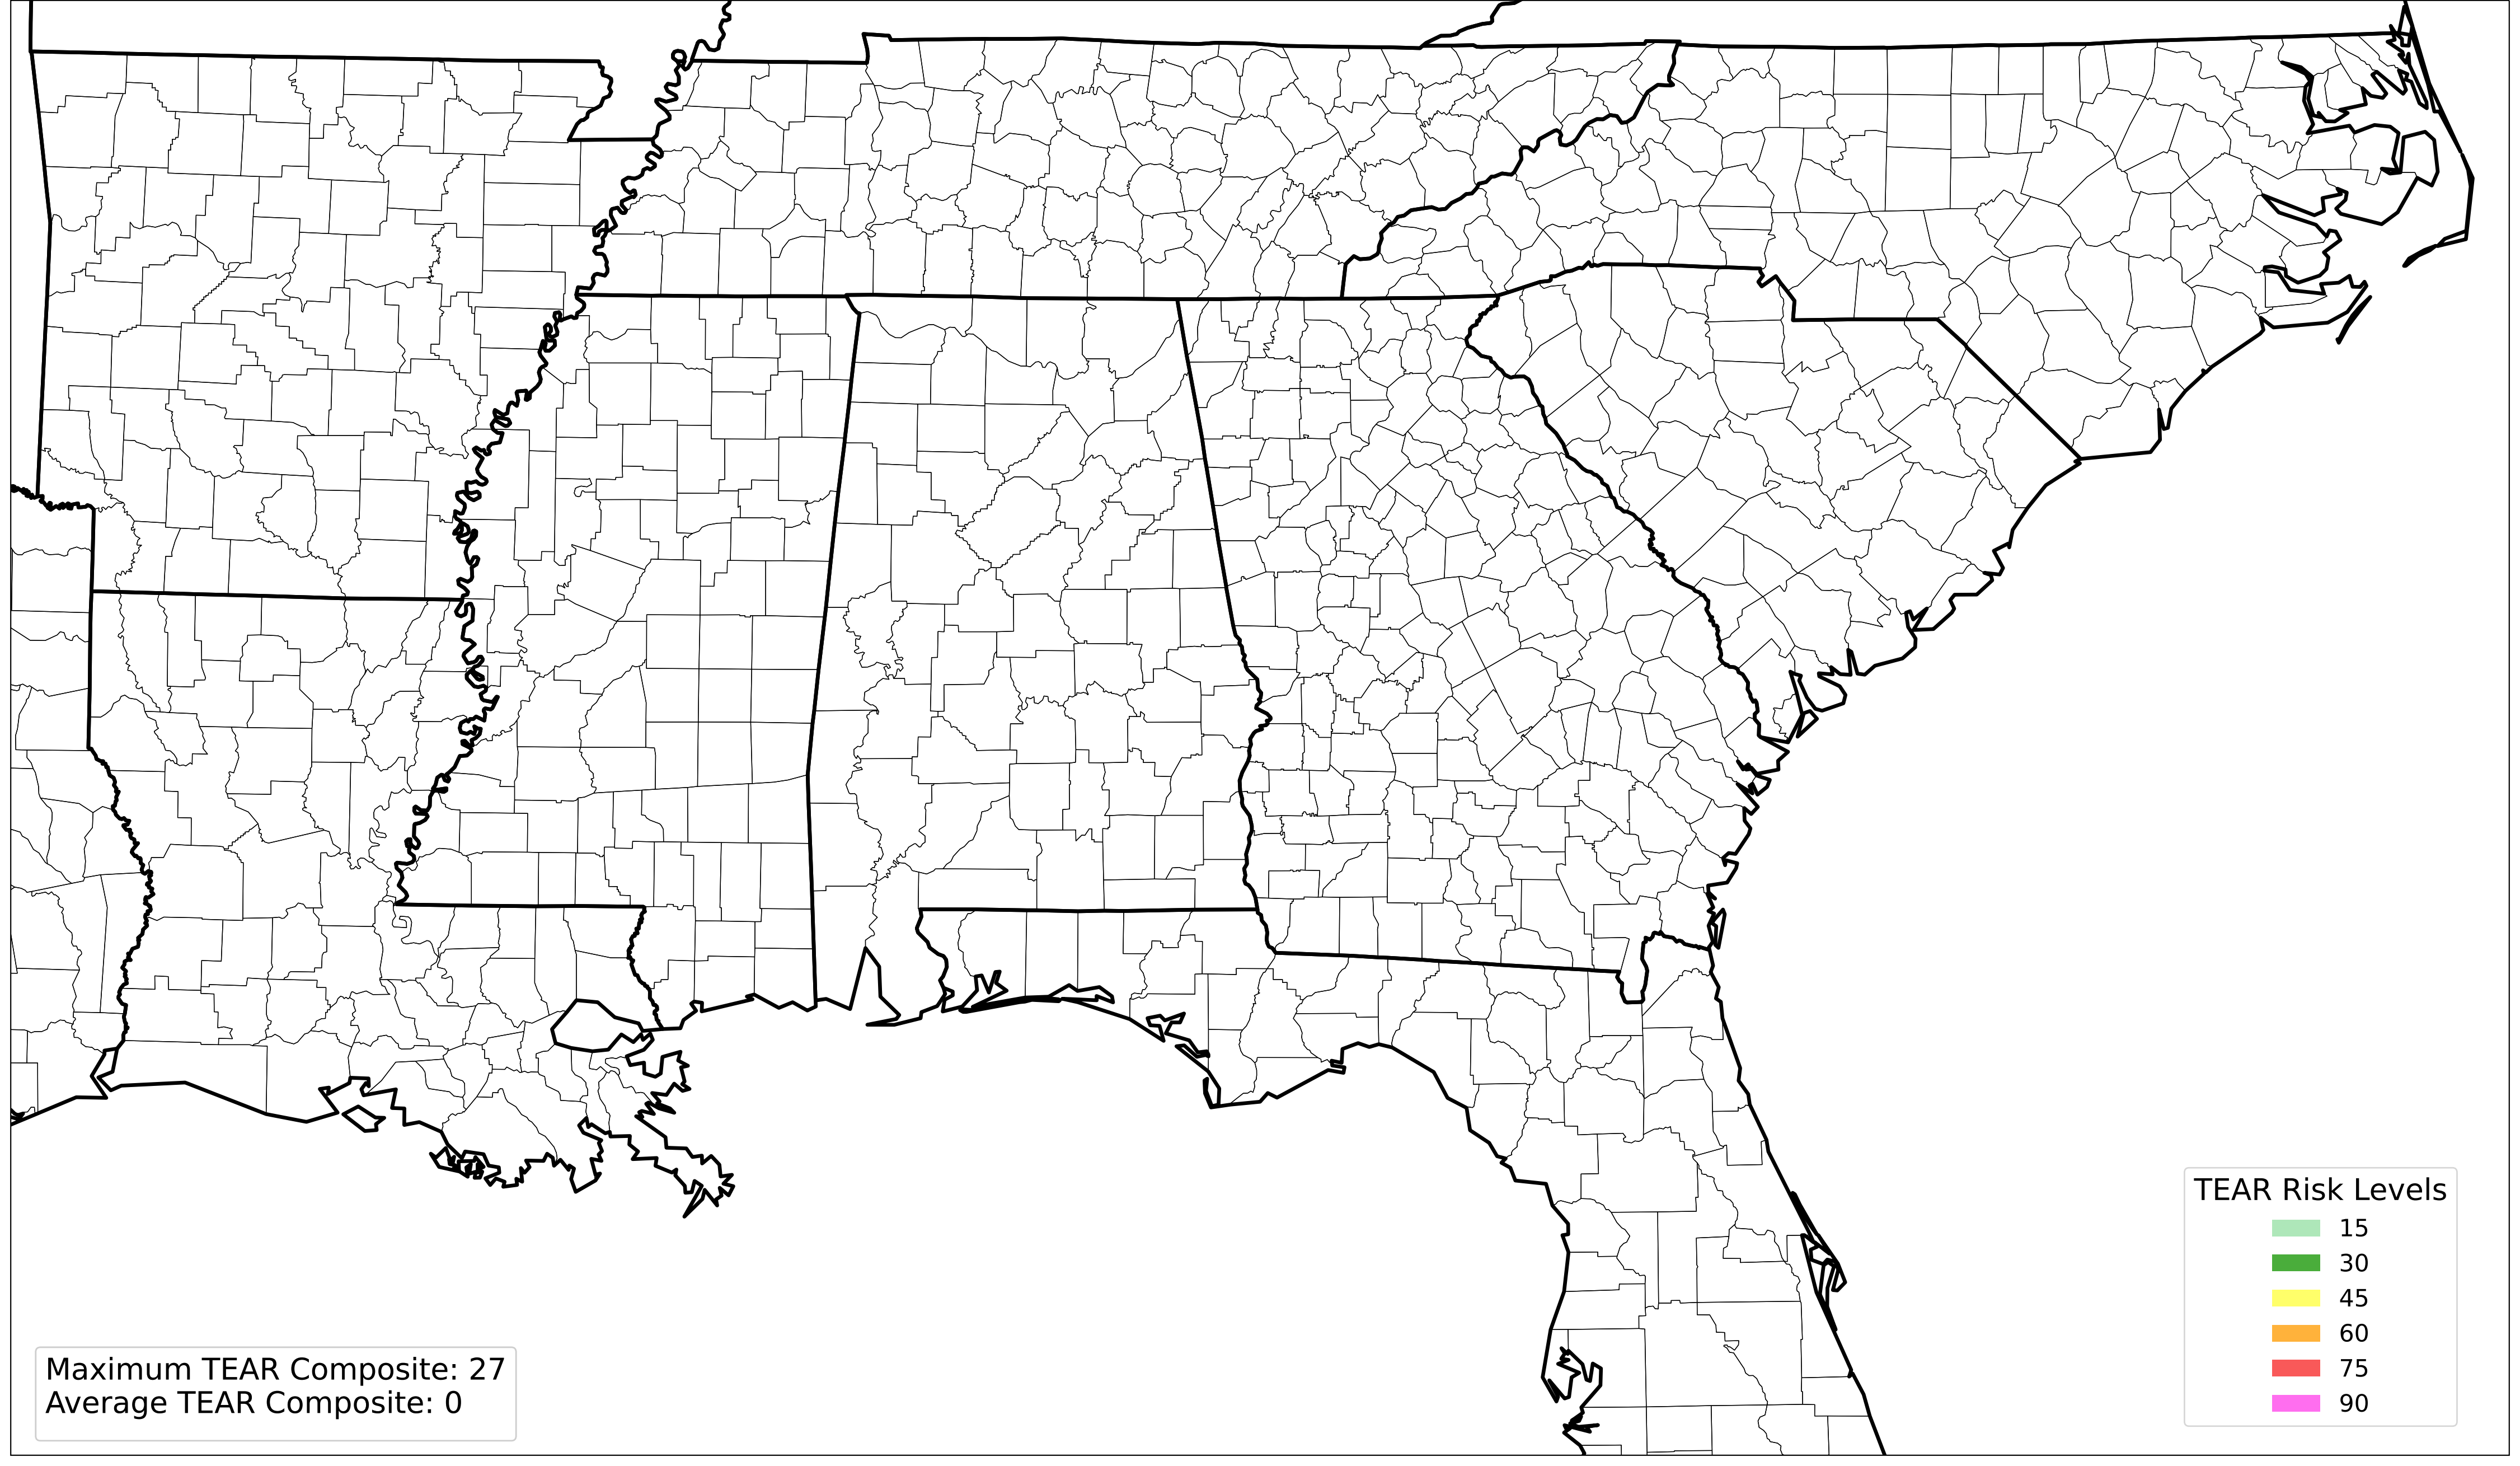 TEAR Risk Levels
15
30
45
60
75
90
Maximum TEAR Composite: 27
Average TEAR Composite: 0